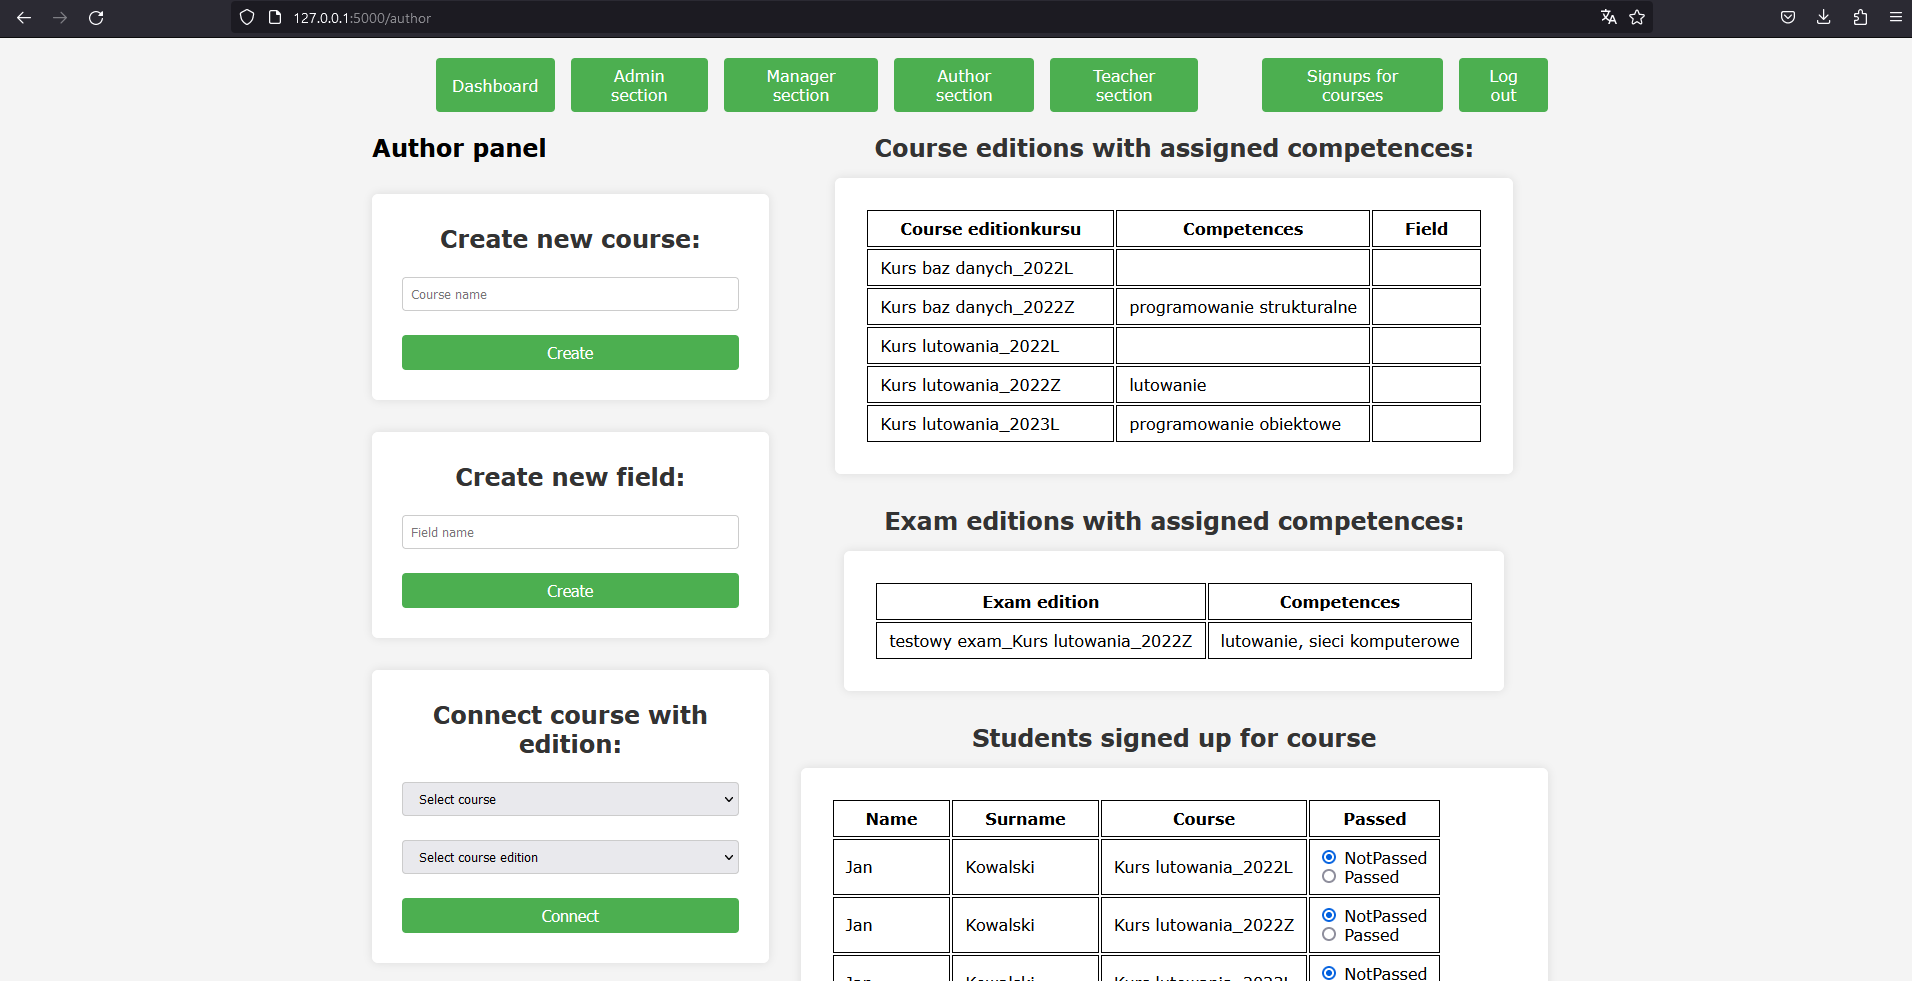 127.0.0.1:5000/author
Dashboard
Admin
section
Manager
section
Author
section
Teacher
section
Signups for
courses
Log
out
Author panel
Create new course:
Course name
Create
Create new field:
Field name
Create
Connect course with
edition:
Select course
Select course edition
Connect
Course editions with assigned competences:
Course editionkursu Competences Field
Kurs baz danych_2022L
Kurs baz danych_2022Z programowanie strukturalne
Kurs lutowania_2022L
Kurs lutowania_2022Z lutowanie
Kurs lutowania_2023L programowanie obiektowe
Exam editions with assigned competences:
Exam edition Competences
testowy exam_Kurs lutowania_2022Z lutowanie, sieci komputerowe
Students signed up for course
Name Surname Course Passed
Jan Kowalski Kurs lutowania_2022L NotPassed
Passed
Jan Kowalski Kurs lutowania_2022Z NotPassed
Passed
Jan Kowalski Kurs lutowania_2023L NotPassed